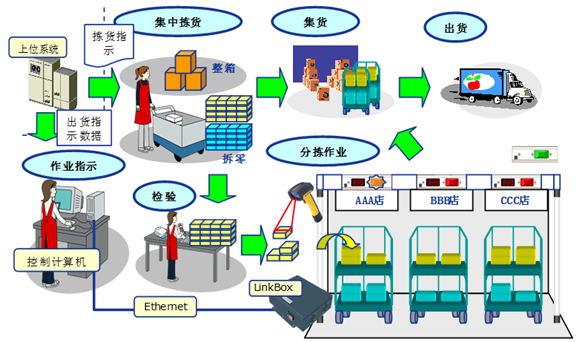 上位系统
拣货指
示
集中拣货
集货
出货
整箱
出货指
示数据
拆零
分拣作业
作业指示
检验
AAA店
BBB店
CCC店
控制计算机
LinkBox
Ethernet